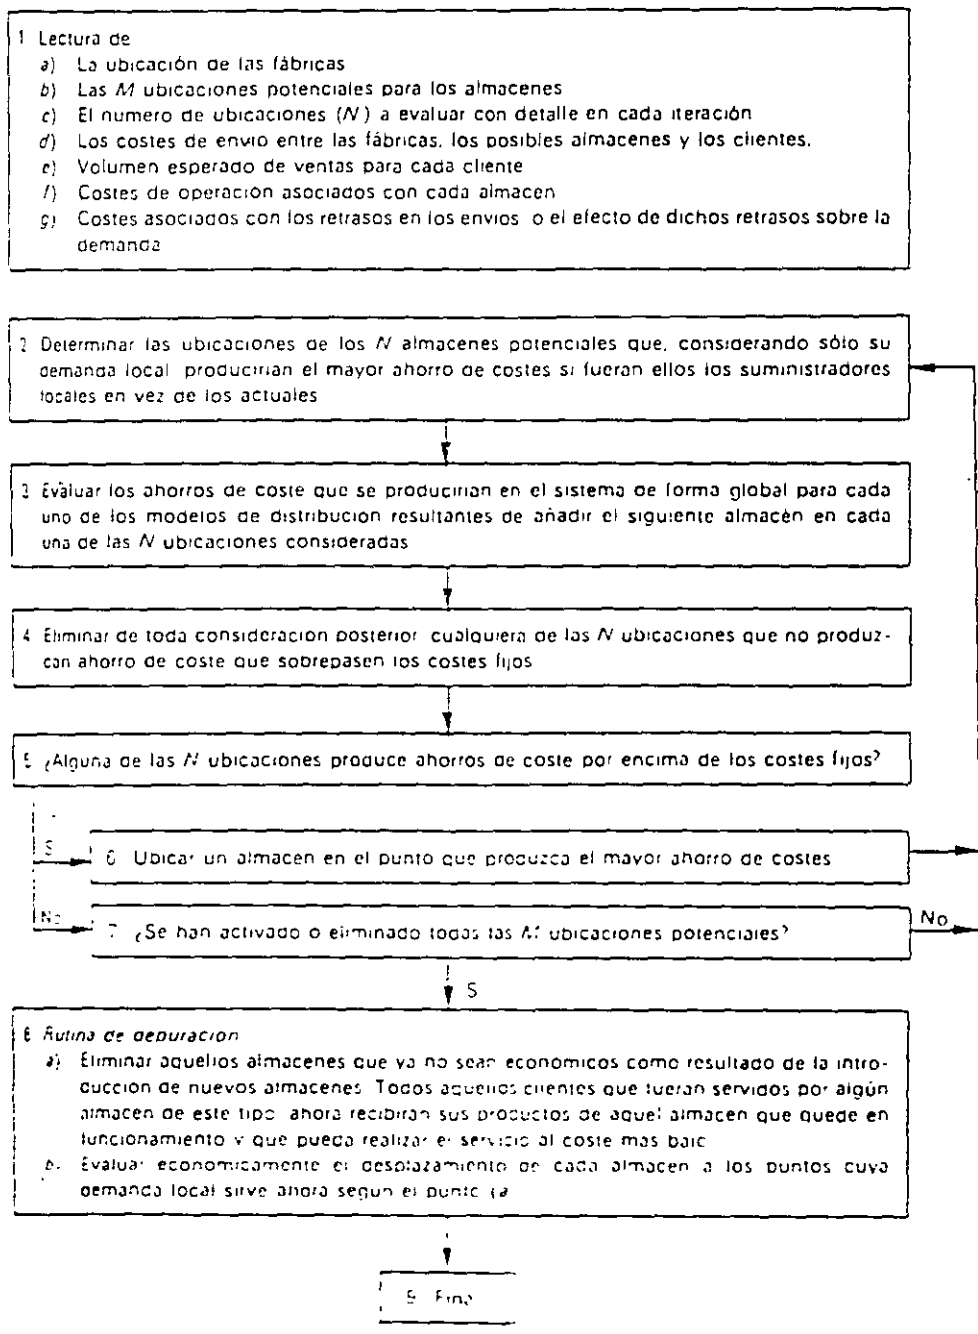 1 Lectura de
a) La ubicación de las fábricas
b) Las M ubicaciones potenciales para los almacenes
c) El numero de ubicaciones (N) a evaluar con detalle en cada iteración
d) Los costes de envio entre las fábricas, los posibles almacenes y los clientes.
e) Volumen esperado de ventas para cada cliente
f) Costes de operación asociados con cada almacen
g) Costes asociados con los retrasos en los envios o el efecto de dichos retrasos sobre la
demanda
2 Determinar las ubicaciones de los N almacenes potenciales que, considerando sólo su
demanda local producirian el mayor ahorro de costes si fueran ellos los suministradores
locales en vez de los actuales
3 Evaluar los ahorros de coste que se producirian en el sistema de forma global para cada
uno de los modelos de distribución resultantes de añadir el siguiente almacén en cada
una de las N ubicaciones consideradas
4 Eliminar de toda consideración posterior cualquiera de las N ubicaciones que no produz-
can ahorro de coste que sobrepasen los costes fijos
5 ¿Alguna de las N ubicaciones produce ahorros de coste por encima de los costes fijos?
S
6 Ubicar un almacen en el punto que produzca el mayor ahorro de costes
No
7 ¿Se han activado o eliminado todas las M ubicaciones potenciales?
No
S
8 Rutina de depuración
a) Eliminar aquellos almacenes que ya no sean economicos como resultado de la intro-
duccion de nuevos almacenes. Todos aquellos clientes que fueran servidos por algún
almacen de este tipo ahora recibiran sus productos de aquel almacen que quede en
funcionamiento y que pueda realizar el servicio al coste mas bajo
b. Evaluar economicamente el desplazamiento de cada almacen a los puntos cuya
demanda local sirve ahora segun el punto (a
9 Final